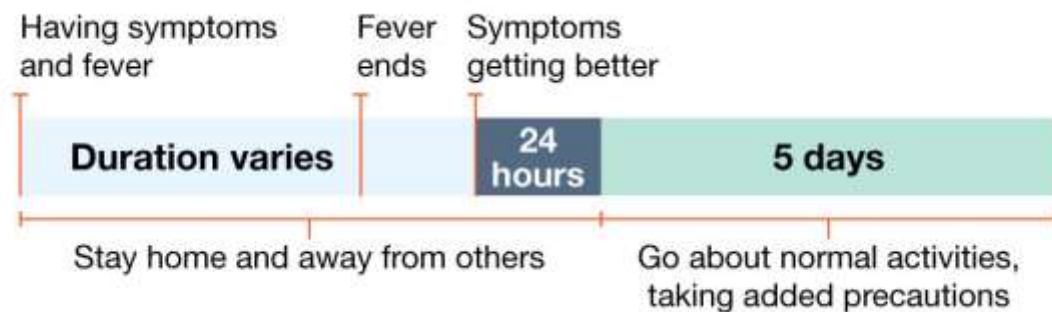 Having symptoms
and fever
Fever
ends
Symptoms
getting better
Duration varies
24
hours
5 days
Stay home and away from others
Go about normal activities,
taking added precautions